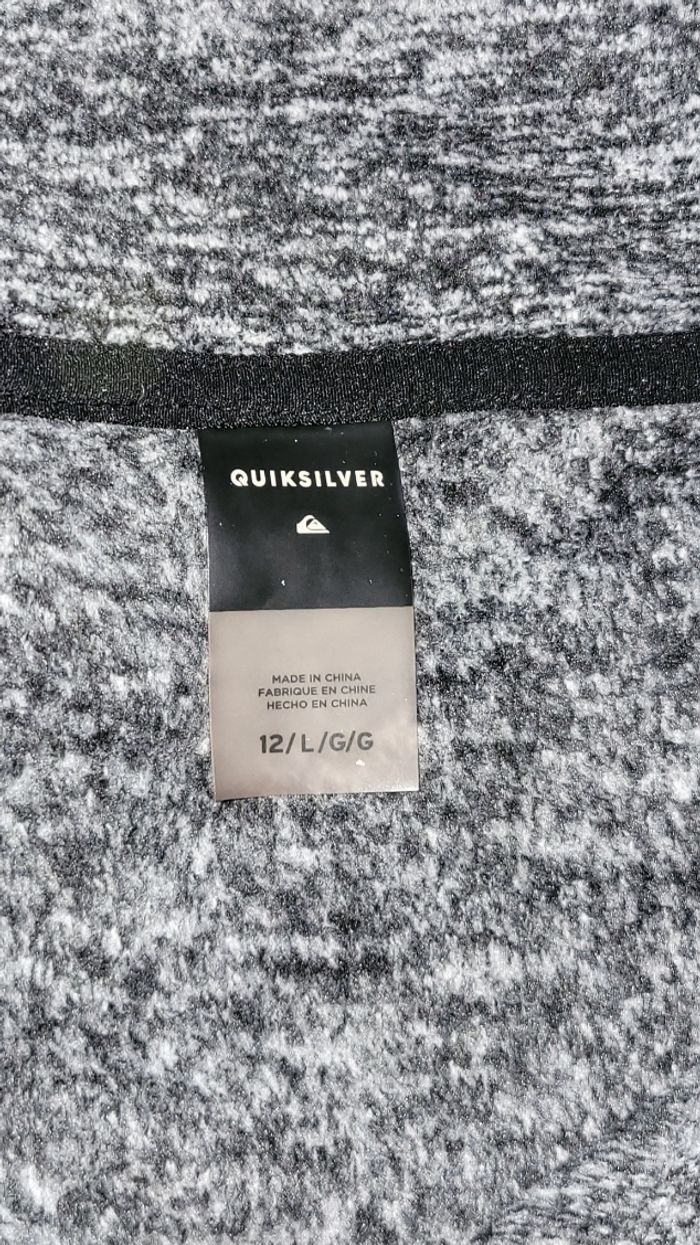 QUIKSILVER
MADE IN CHINA
FABRIQUE EN CHINE
HECHO EN CHINA
12/L/G/G